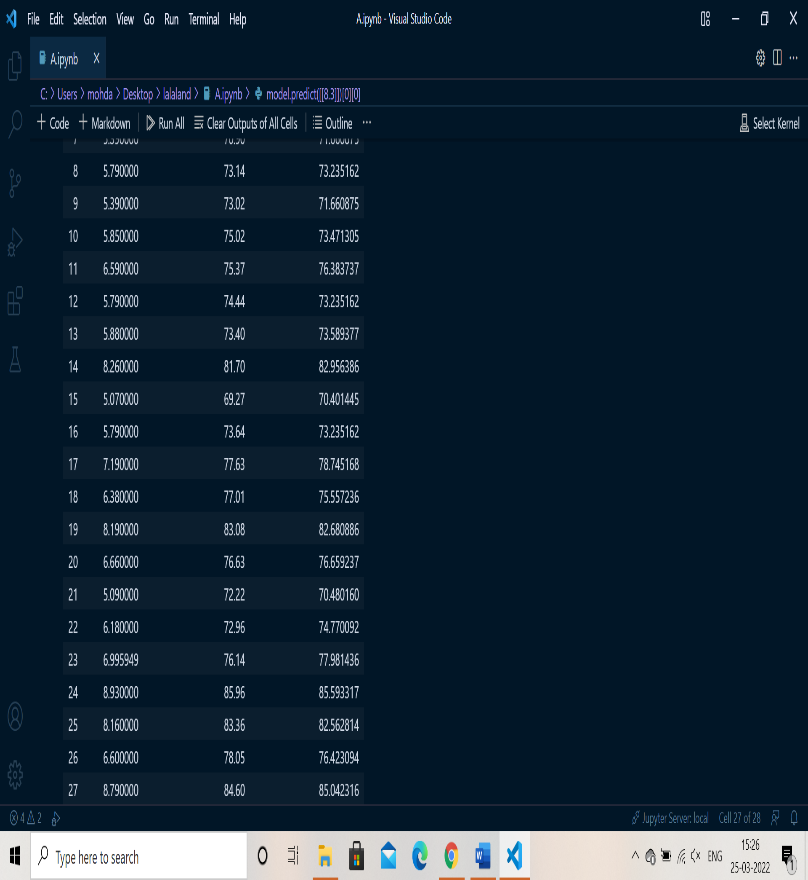 File Edit Selection View Go Run Terminal Help A.ipynb - Visual Studio Code
A.ipynb ×
C: > Users > mohda > Desktop > lalaland > A.ipynb > model.predict([[8.3]])[0][0]
+ Code + Markdown Run All Clear Outputs of All Cells Outline ... Select Kernel
8 5.790000 73.14 73.235162
9 5.390000 73.02 71.660875
10 5.850000 75.02 73.471305
11 6.590000 75.37 76.383737
12 5.790000 74.44 73.235162
13 5.880000 73.40 73.589377
14 8.260000 81.70 82.956386
15 5.070000 69.27 70.401445
16 5.790000 73.64 73.235162
17 7.190000 77.63 78.745168
18 6.380000 77.01 75.557236
19 8.190000 83.08 82.680886
20 6.660000 76.63 76.659237
21 5.090000 72.22 70.480160
22 6.180000 72.96 74.770092
23 6.995949 76.14 77.981436
24 8.930000 85.96 85.593317
25 8.160000 83.36 82.562814
26 6.600000 78.05 76.423094
27 8.790000 84.60 85.042316
4 2 Jupyter Server: local Cell 27 of 28
Type here to search ENG 15:26
25-03-2022 1